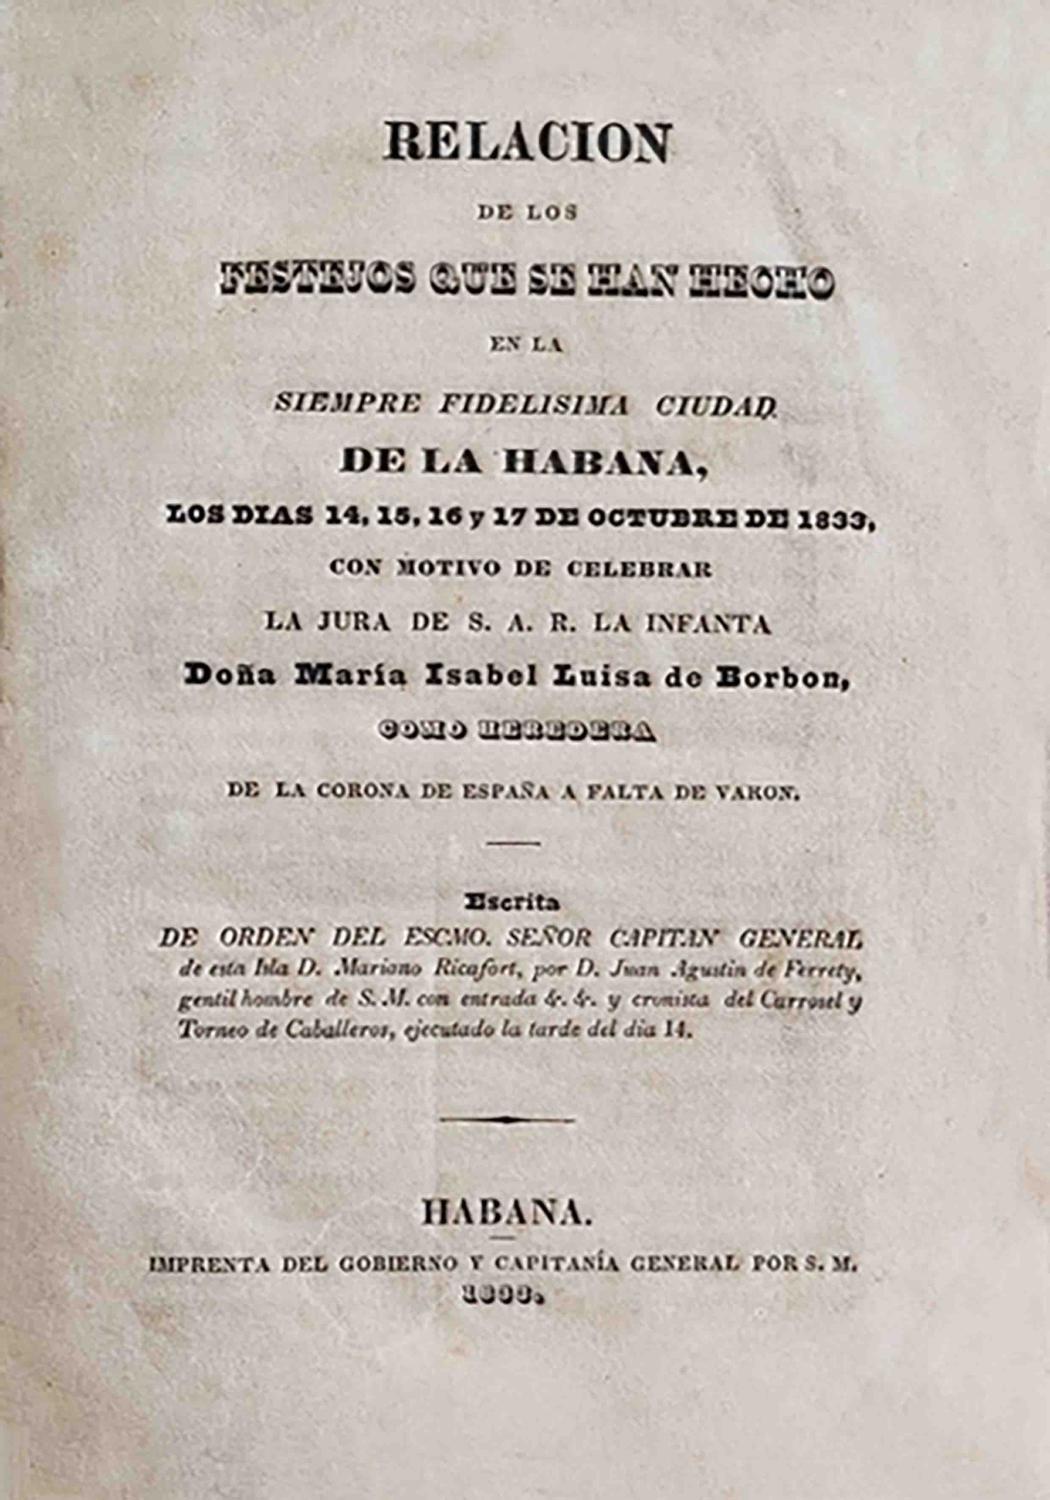 RELACION
DE LOS
FESTEJOS QUE SE HAN HECHO
EN LA
SIEMPRE FIDELISIMA CIUDAD
DE LA HABANA,
LOS DIAS 14, 15, 16 y 17 DE OCTUBRE DE 1833,
CON MOTIVO DE CELEBRAR
LA JURA DE S. A. R. LA INFANTA
Doña María Isabel Luisa de Borbon,
COMO HEREDERA
DE LA CORONA DE ESPAÑA A FALTA DE VARON.
Escrita
DE ORDEN DEL ESCMO. SEÑOR CAPITAN GENERAL
de esta Isla D. Mariano Ricafort, por D. Juan Agustin de Ferrety,
gentil hombre de S. M. con entrada &. &. y cronista del Carrosel y
Torneo de Caballeros, ejecutado la tarde del dia 14.
HABANA.
IMPRENTA DEL GOBIERNO Y CAPITANÍA GENERAL POR S. M.
1833.